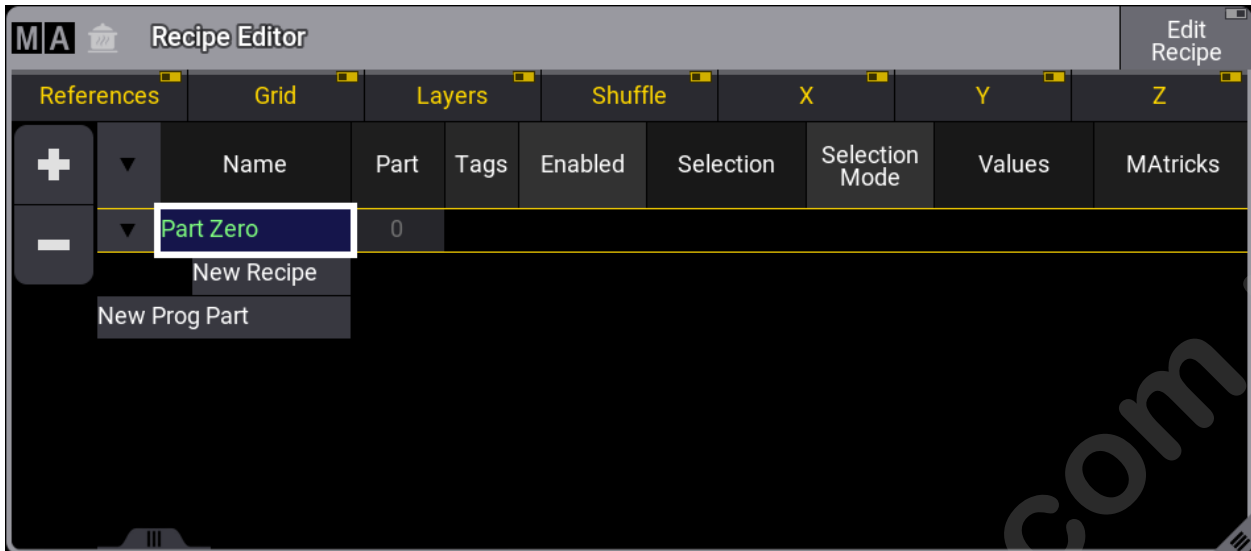 MA Recipe Editor
Edit
Recipe
References Grid Layers Shuffle X Y Z
Name Part Tags Enabled Selection Selection
Mode Values MAtricks
Part Zero 0
New Recipe
New Prog Part
com